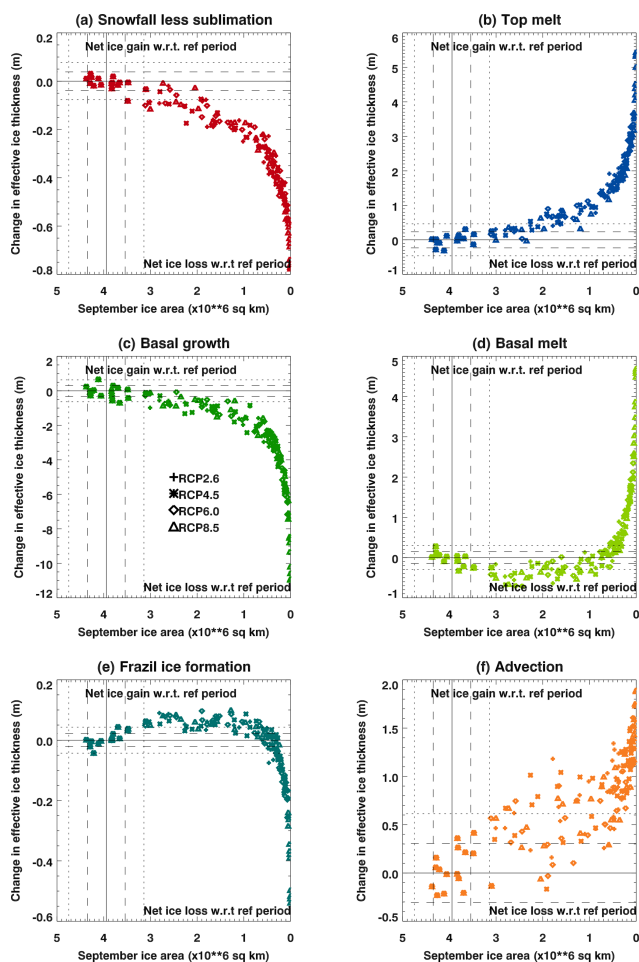 (a) Snowfall less sublimation
Change in effective ice thickness (m)
0.2
0.0
-0.2
-0.4
-0.6
-0.8
Net ice gain w.r.t. ref period
Net ice loss w.r.t ref period
5 4 3 2 1 0
September ice area (x10**6 sq km)
(b) Top melt
Change in effective ice thickness (m)
6
5
4
3
2
1
0
-1
Net ice gain w.r.t. ref period
Net ice loss w.r.t ref period
5 4 3 2 1 0
September ice area (x10**6 sq km)
(c) Basal growth
Change in effective ice thickness (m)
2
0
-2
-4
-6
-8
-10
-12
Net ice gain w.r.t. ref period
RCP2.6
RCP4.5
RCP6.0
RCP8.5
Net ice loss w.r.t ref period
5 4 3 2 1 0
September ice area (x10**6 sq km)
(d) Basal melt
Change in effective ice thickness (m)
5
4
3
2
1
0
-1
Net ice gain w.r.t. ref period
Net ice loss w.r.t ref period
5 4 3 2 1 0
September ice area (x10**6 sq km)
(e) Frazil ice formation
Change in effective ice thickness (m)
0.2
0.0
-0.2
-0.4
-0.6
Net ice gain w.r.t. ref period
Net ice loss w.r.t ref period
5 4 3 2 1 0
September ice area (x10**6 sq km)
(f) Advection
Change in effective ice thickness (m)
2.0
1.5
1.0
0.5
0.0
-0.5
Net ice gain w.r.t. ref period
Net ice loss w.r.t ref period
5 4 3 2 1 0
September ice area (x10**6 sq km)